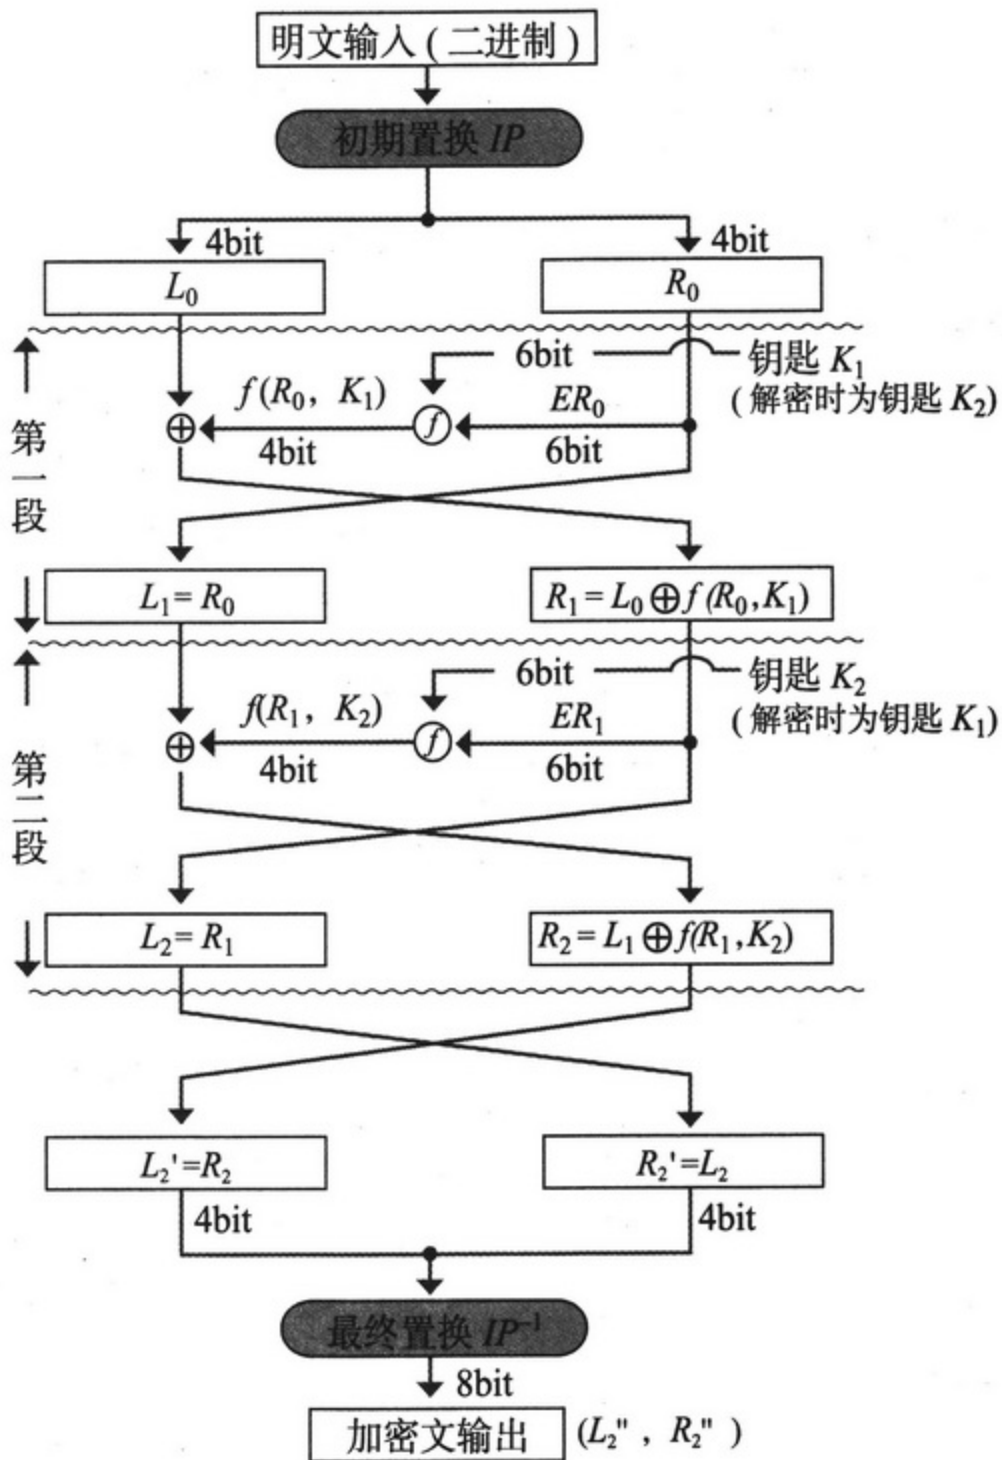 明文输入 ( 二进制 )
初期置换 IP
4bit
4bit
L₀
R₀
6bit
钥匙 K₁
( 解密时为钥匙 K₂)
f (R₀, K₁)
f
ER₀
⊕
4bit
6bit
第一段
L₁= R₀
R₁ = L₀ ⊕ f (R₀, K₁)
6bit
钥匙 K₂
( 解密时为钥匙 K₁)
f(R₁, K₂)
f
ER₁
⊕
4bit
6bit
第二段
L₂= R₁
R₂ = L₁ ⊕ f(R₁, K₂)
L₂'=R₂
R₂'=L₂
4bit
4bit
最终置换 IP⁻¹
8bit
加密文输出 (L₂", R₂" )